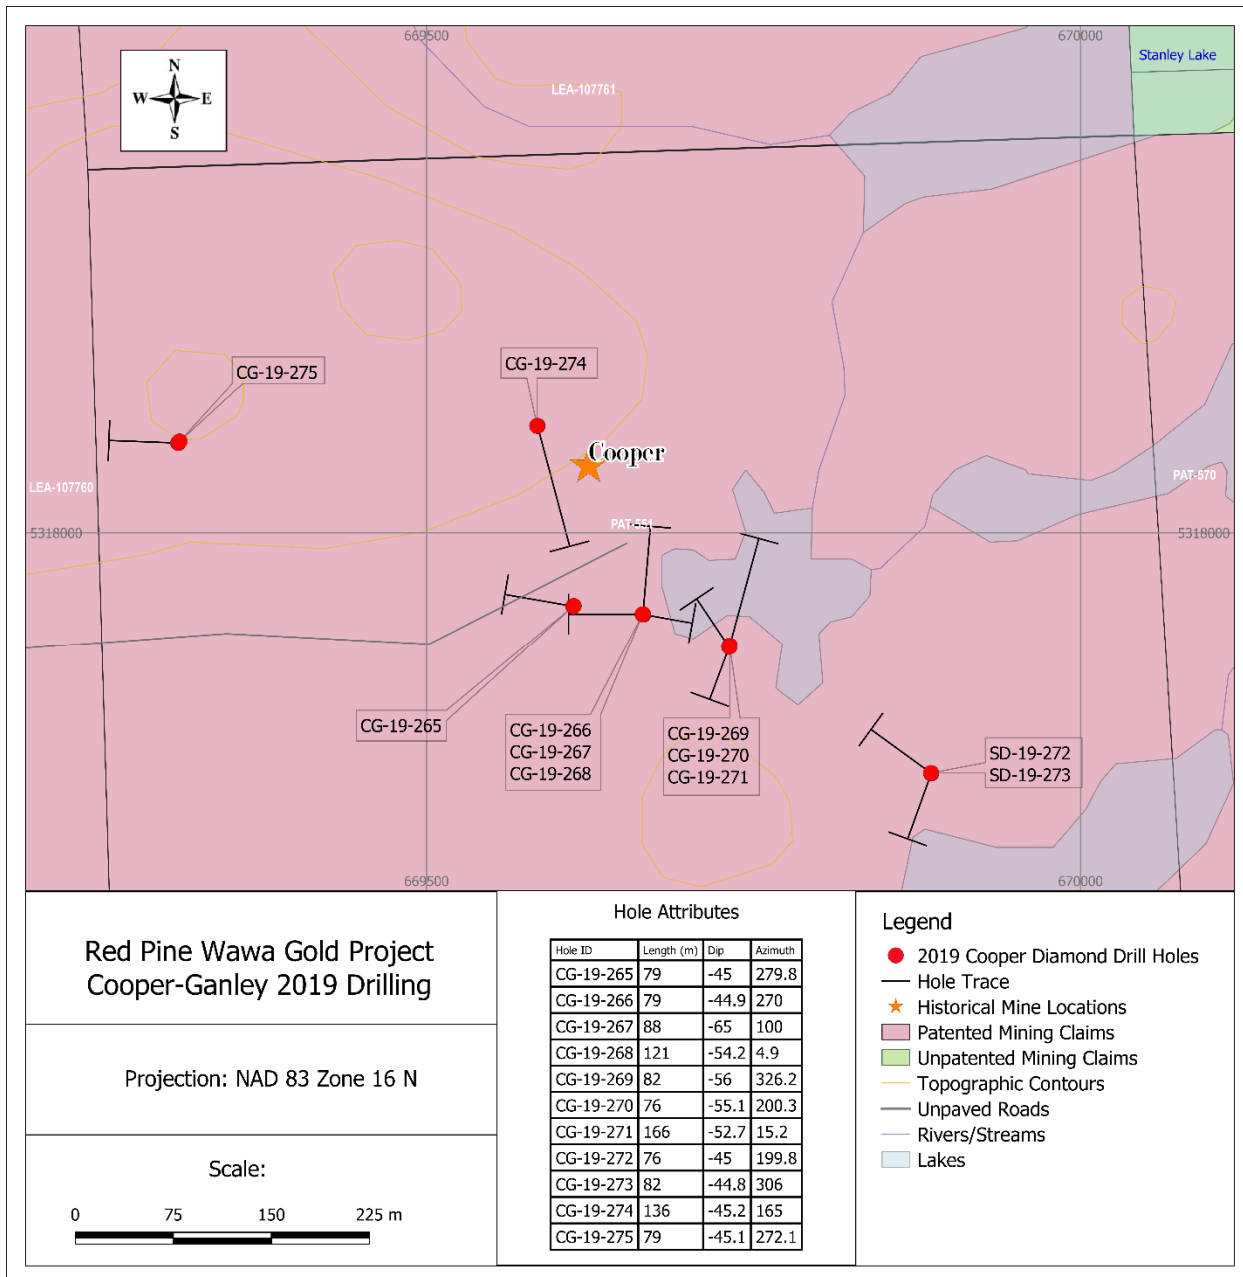 669500
670000
Stanley Lake
N
W
E
S
LEA-107761
CG-19-275
CG-19-274
Cooper
LEA-107760
PAT-570
PAT-551
5318000
5318000
CG-19-265
CG-19-266
CG-19-267
CG-19-268
CG-19-269
CG-19-270
CG-19-271
SD-19-272
SD-19-273
669500
670000
Red Pine Wawa Gold Project
Cooper-Ganley 2019 Drilling
Projection: NAD 83 Zone 16 N
Scale:
0 75 150 225 m
Hole Attributes
Hole ID Length (m) Dip Azimuth
CG-19-265 79 -45 279.8
CG-19-266 79 -44.9 270
CG-19-267 88 -65 100
CG-19-268 121 -54.2 4.9
CG-19-269 82 -56 326.2
CG-19-270 76 -55.1 200.3
CG-19-271 166 -52.7 15.2
CG-19-272 76 -45 199.8
CG-19-273 82 -44.8 306
CG-19-274 136 -45.2 165
CG-19-275 79 -45.1 272.1
Legend
2019 Cooper Diamond Drill Holes
Hole Trace
Historical Mine Locations
Patented Mining Claims
Unpatented Mining Claims
Topographic Contours
Unpaved Roads
Rivers/Streams
Lakes